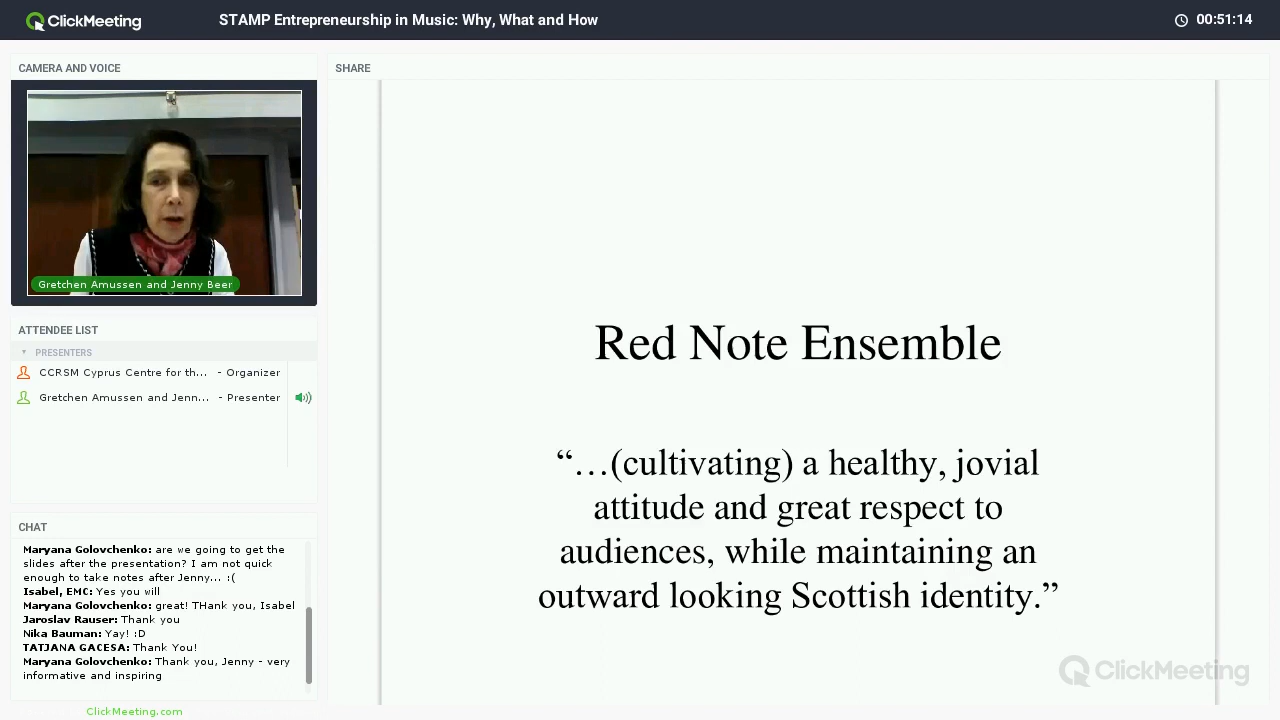 ClickMeeting
STAMP Entrepreneurship in Music: Why, What and How
00:51:14
CAMERA AND VOICE
Gretchen Amussen and Jenny Beer
ATTENDEE LIST
PRESENTERS
CCRSM Cyprus Centre for th... - Organizer
Gretchen Amussen and Jenn... - Presenter
CHAT
Maryana Golovchenko: are we going to get the
slides after the presentation? I am not quick
enough to take notes after Jenny... :(
Isabel, EMC: Yes you will
Maryana Golovchenko: great! THank you, Isabel
Jaroslav Rauser: Thank you
Nika Bauman: Yay! :D
TATJANA GACESA: Thank You!
Maryana Golovchenko: Thank you, Jenny - very
informative and inspiring
ClickMeeting.com
SHARE
Red Note Ensemble
“…(cultivating) a healthy, jovial
attitude and great respect to
audiences, while maintaining an
outward looking Scottish identity.”
ClickMeeting